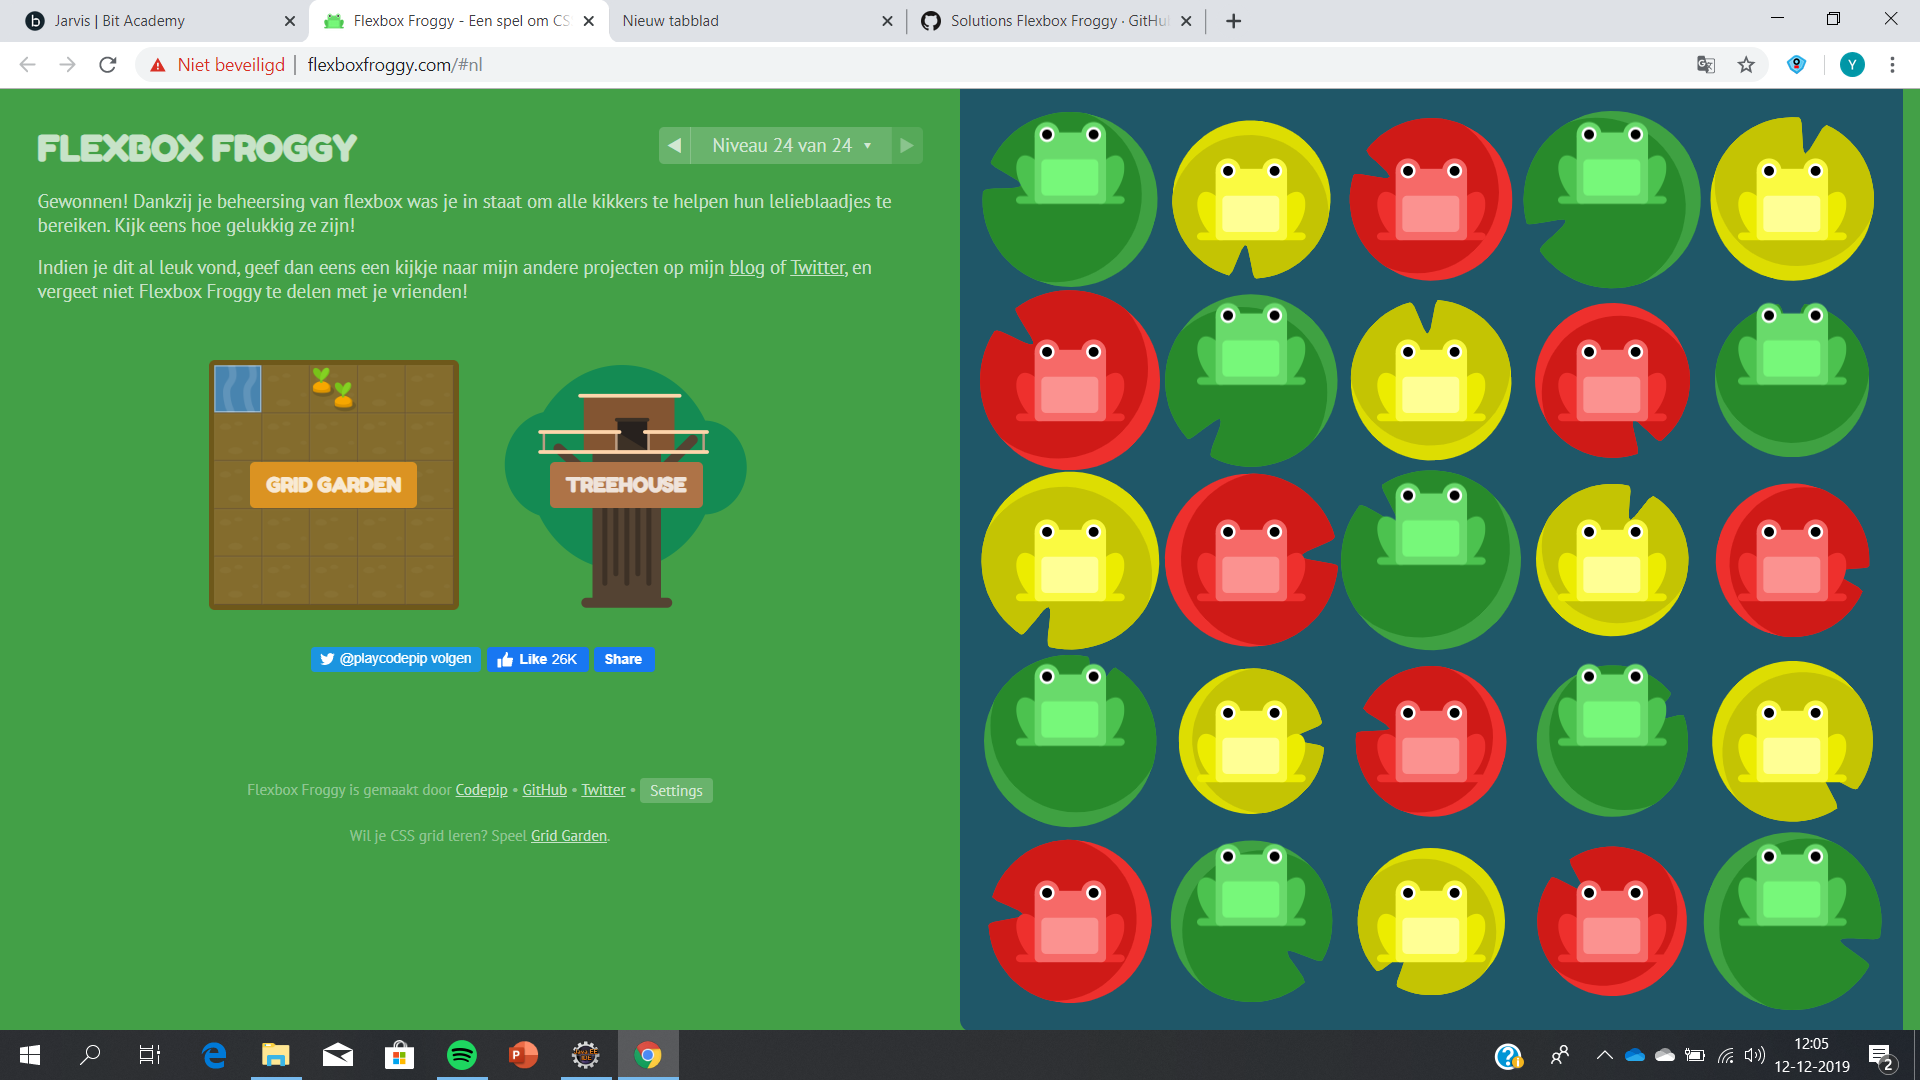 Jarvis | Bit Academy
Flexbox Froggy - Een spel om CS
Nieuw tabblad
Solutions Flexbox Froggy · GitHu
Niet beveiligd | flexboxfroggy.com/#nl
Y
FLEXBOX FROGGY
Niveau 24 van 24
Gewonnen! Dankzij je beheersing van flexbox was je in staat om alle kikkers te helpen hun lelieblaadjes te
bereiken. Kijk eens hoe gelukkig ze zijn!
Indien je dit al leuk vond, geef dan eens een kijkje naar mijn andere projecten op mijn blog of Twitter, en
vergeet niet Flexbox Froggy te delen met je vrienden!
GRID GARDEN
TREEHOUSE
@playcodepip volgen
Like 26K
Share
Flexbox Froggy is gemaakt door Codepip • GitHub • Twitter • Settings
Wil je CSS grid leren? Speel Grid Garden.
12:05
12-12-2019
2